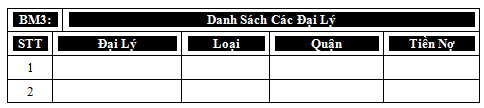 BM3: Danh Sách Các Đại Lý
STT Đại Lý Loại Quận Tiền Nợ
1
2